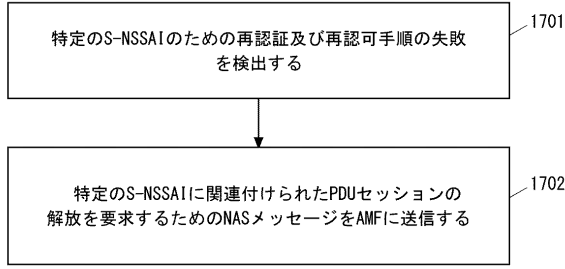 1701
特定のS-NSSAIのための再認証及び再認可手順の失敗
を検出する
1702
特定のS-NSSAIに関連付けられたPDUセッションの
解放を要求するためのNASメッセージをAMFに送信する